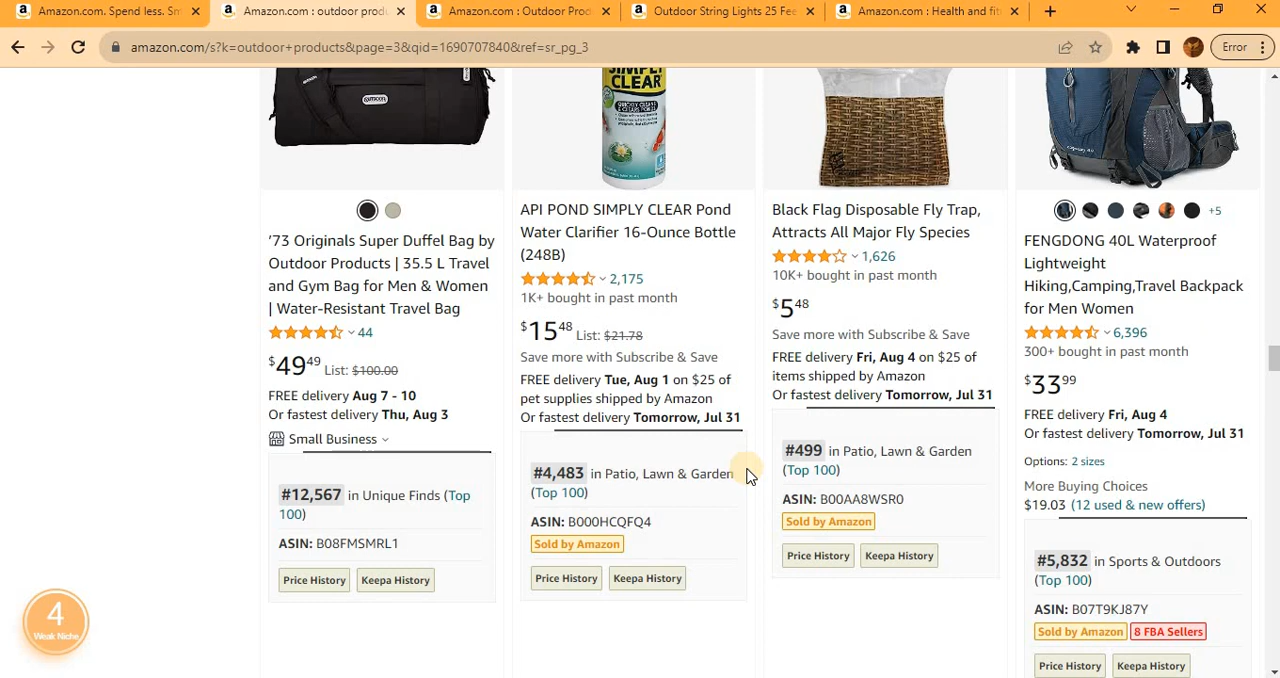 Amazon.com. Spend less. Sm
Amazon.com : outdoor produ
Amazon.com : Outdoor Prod
Outdoor String Lights 25 Fee
Amazon.com : Health and fit
amazon.com/s?k=outdoor+products&page=3&qid=1690707840&ref=sr_pg_3
Error
OUTDOOR
SIMPLY
CLEAR
QUICKLY CLEANS
& CLEARS PONDS
'73 Originals Super Duffel Bag by
Outdoor Products | 35.5 L Travel
and Gym Bag for Men & Women
| Water-Resistant Travel Bag
44
$49 49 List: $100.00
FREE delivery Aug 7 - 10
Or fastest delivery Thu, Aug 3
Small Business
#12,567 in Unique Finds (Top
100)
ASIN: B08FMSMRL1
Price History
Keepa History
API POND SIMPLY CLEAR Pond
Water Clarifier 16-Ounce Bottle
(248B)
2,175
1K+ bought in past month
$15 48 List: $21.78
Save more with Subscribe & Save
FREE delivery Tue, Aug 1 on $25 of
pet supplies shipped by Amazon
Or fastest delivery Tomorrow, Jul 31
#4,483 in Patio, Lawn & Garden
(Top 100)
ASIN: B000HCQFQ4
Sold by Amazon
Price History
Keepa History
Black Flag Disposable Fly Trap,
Attracts All Major Fly Species
1,626
10K+ bought in past month
$5 48
Save more with Subscribe & Save
FREE delivery Fri, Aug 4 on $25 of
items shipped by Amazon
Or fastest delivery Tomorrow, Jul 31
#499 in Patio, Lawn & Garden
(Top 100)
ASIN: B00AA8WSR0
Sold by Amazon
Price History
Keepa History
+5
FENGDONG 40L Waterproof
Lightweight
Hiking,Camping,Travel Backpack
for Men Women
6,396
300+ bought in past month
$33 99
FREE delivery Fri, Aug 4
Or fastest delivery Tomorrow, Jul 31
Options: 2 sizes
More Buying Choices
$19.03 (12 used & new offers)
#5,832 in Sports & Outdoors
(Top 100)
ASIN: B07T9KJ87Y
Sold by Amazon
8 FBA Sellers
Price History
Keepa History
4
Weak Niche